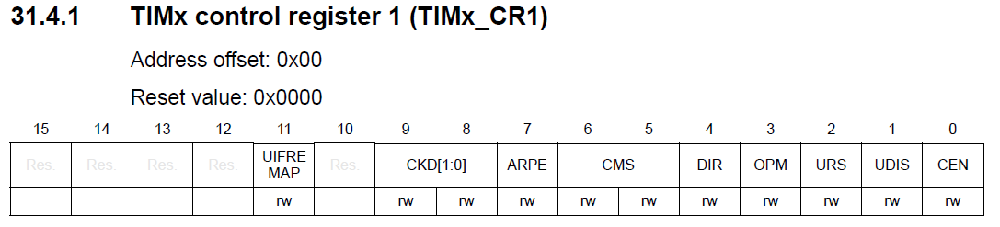 31.4.1 TIMx control register 1 (TIMx_CR1)
Address offset: 0x00
Reset value: 0x0000
15 14 13 12 11 10 9 8 7 6 5 4 3 2 1 0
Res. Res. Res. Res. UIFRE MAP Res. CKD[1:0] ARPE CMS DIR OPM URS UDIS CEN
rw rw rw rw rw rw rw rw rw rw rw